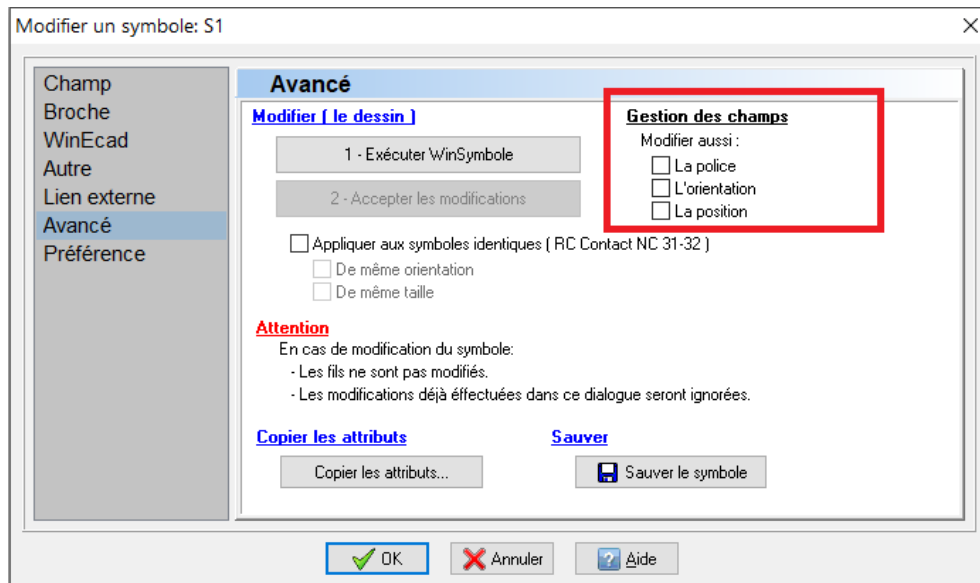 Modifier un symbole: S1
Champ
Broche
WinEcad
Autre
Lien externe
Avancé
Préférence
Avancé
Modifier ( le dessin )
1 - Exécuter WinSymbole
2 - Accepter les modifications
Gestion des champs
Modifier aussi :
La police
L'orientation
La position
Appliquer aux symboles identiques ( RC Contact NC 31-32 )
De même orientation
De même taille
Attention
En cas de modification du symbole:
- Les fils ne sont pas modifiés.
- Les modifications déjà éffectuées dans ce dialogue seront ignorées.
Copier les attributs
Sauver
Copier les attributs...
Sauver le symbole
OK
Annuler
Aide